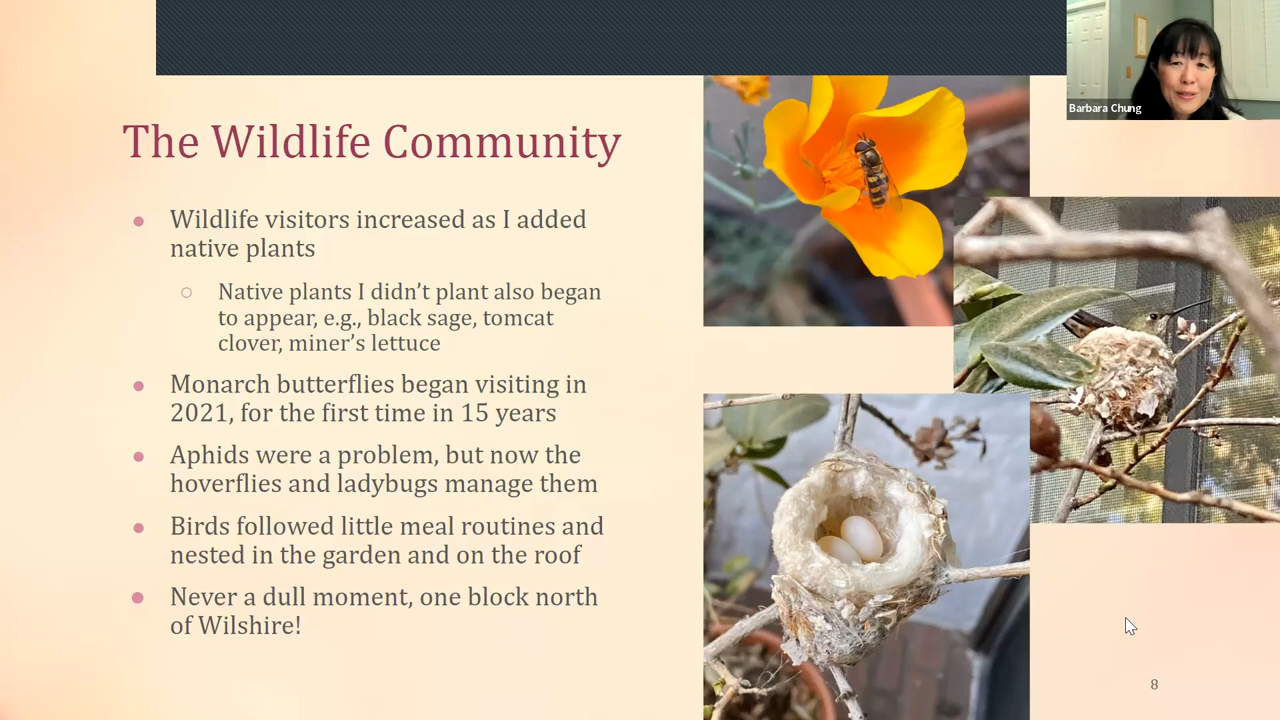 Barbara Chung
The Wildlife Community
● Wildlife visitors increased as I added
native plants
○ Native plants I didn’t plant also began
to appear, e.g., black sage, tomcat
clover, miner’s lettuce
● Monarch butterflies began visiting in
2021, for the first time in 15 years
● Aphids were a problem, but now the
hoverflies and ladybugs manage them
● Birds followed little meal routines and
nested in the garden and on the roof
● Never a dull moment, one block north
of Wilshire!
8